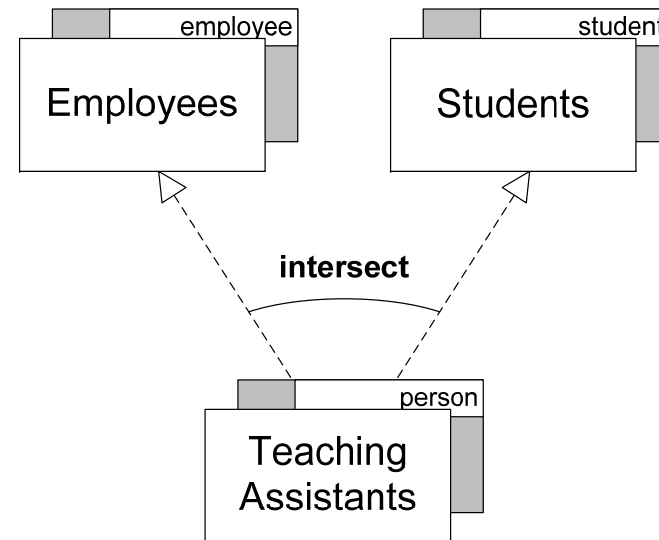 employee
student
Employees
Students
intersect
person
Teaching
Assistants